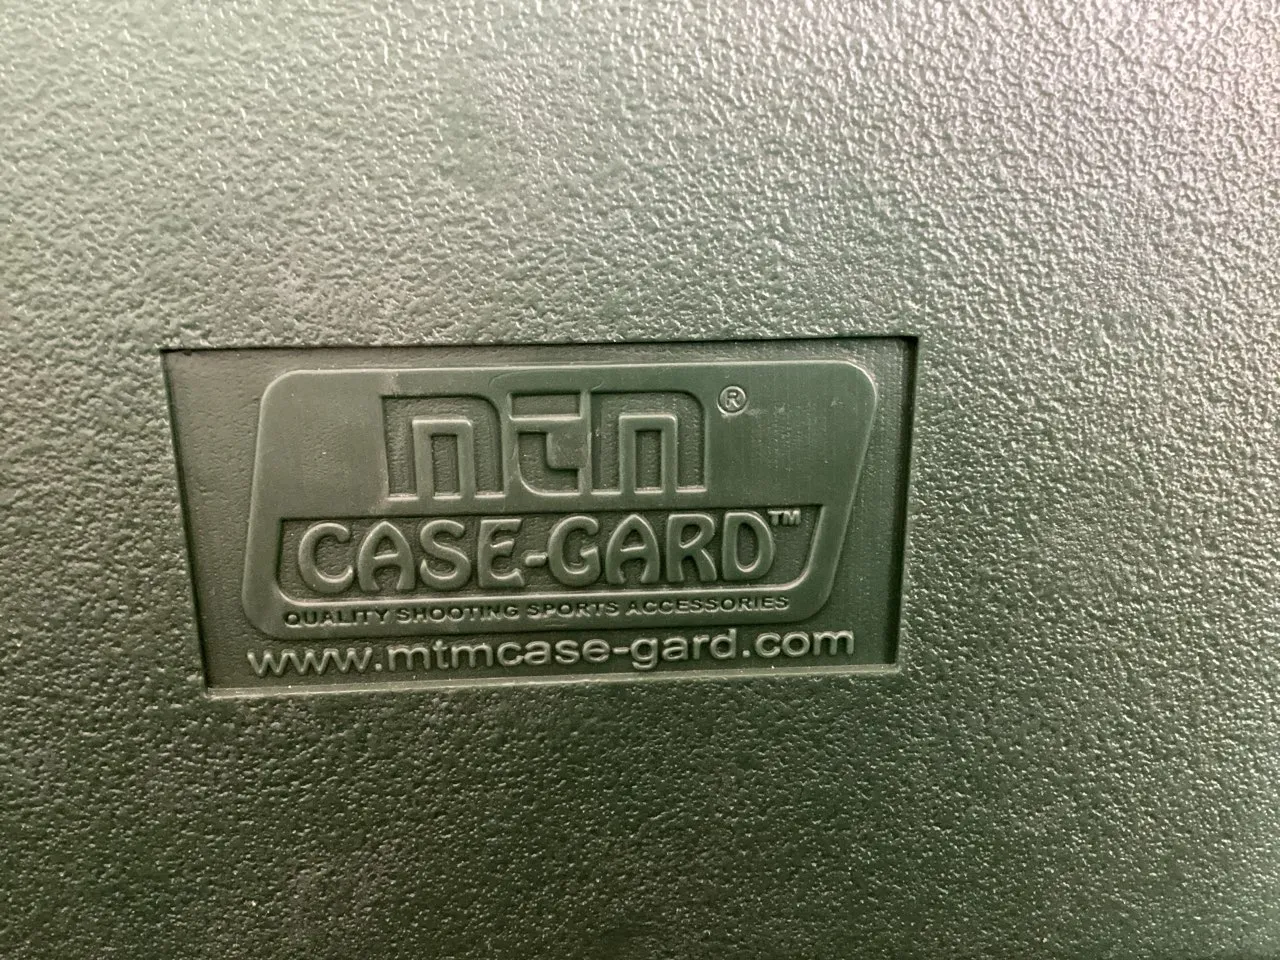 mtm ®
CASE-GARD™
QUALITY SHOOTING SPORTS ACCESSORIES
www.mtmcase-gard.com